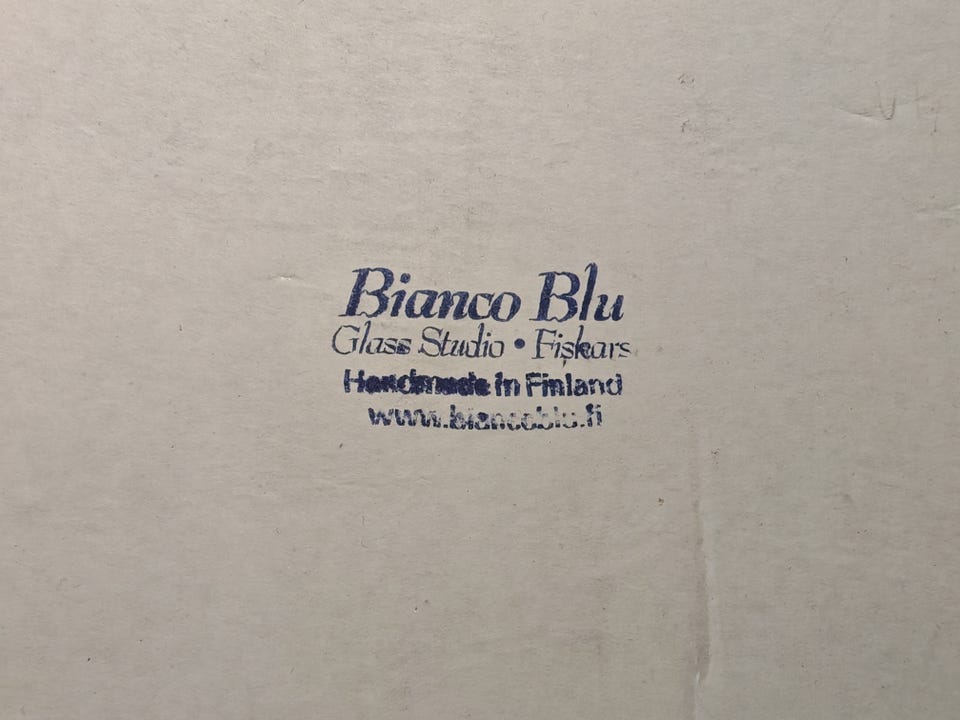 Bianco Blu
Glass Studio • Fiskars
Handmade in Finland
www.biancoblu.fi